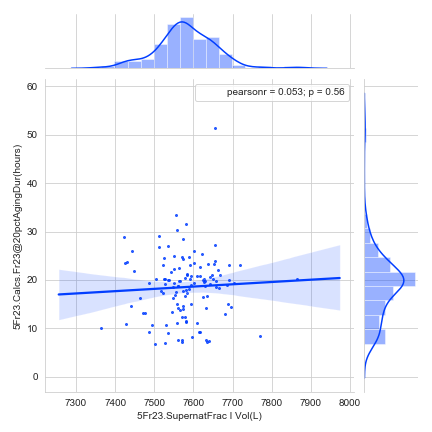 pearsonr = 0.053; p = 0.56
60
50
40
30
20
10
0
5Fr23.Calcs.Fr23@20pctAgingDur(hours)
7300 7400 7500 7600 7700 7800 7900 8000
5Fr23.SupernatFrac I Vol(L)